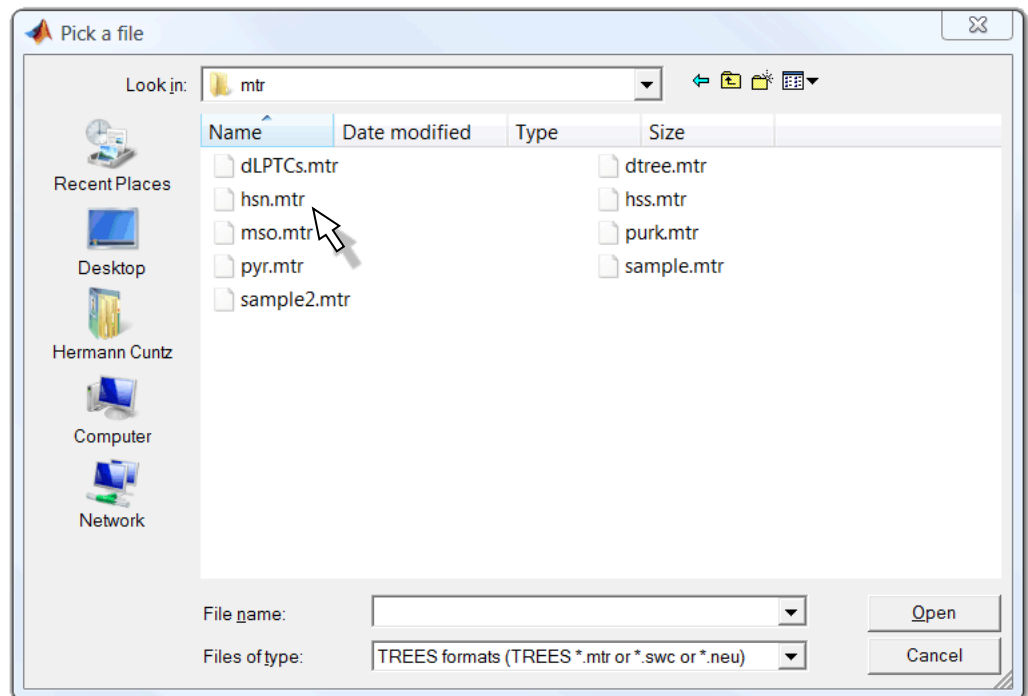 Pick a file
Look in: mtr
Name Date modified Type Size
dLPTCs.mtr dtree.mtr
hsn.mtr hss.mtr
mso.mtr purk.mtr
pyr.mtr sample.mtr
sample2.mtr
Recent Places
Desktop
Hermann Cuntz
Computer
Network
File name: Open
Files of type: TREES formats (TREES *.mtr or *.swc or *.neu) Cancel